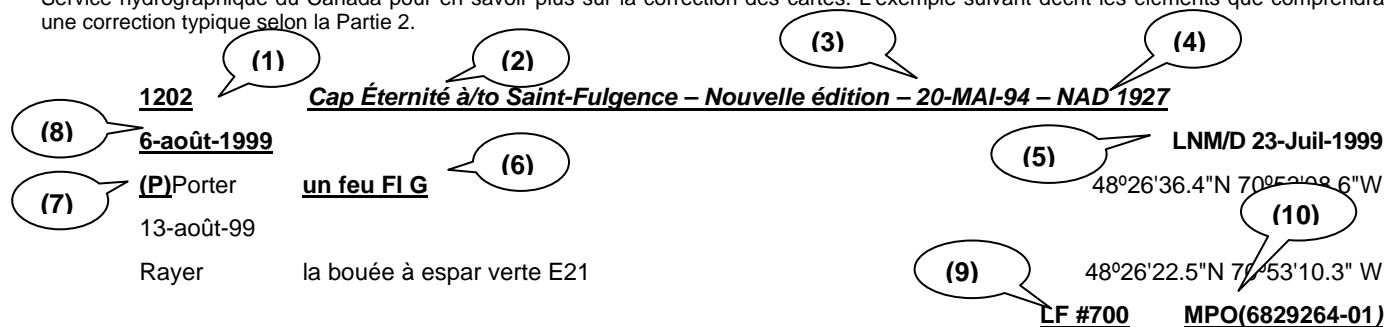 Service hydrographique du Canada pour en savoir plus sur la correction des cartes. L'exemple suivant décrit les éléments que comprendra
une correction typique selon la Partie 2.
(1) (2) (3) (4)
1202 Cap Éternité à/to Saint-Fulgence – Nouvelle édition – 20-MAI-94 – NAD 1927
(8) 6-août-1999 (5) LNM/D 23-Juil-1999
(7) (P)Porter un feu Fl G (6) 48º26'36.4"N
(10)
13-août-99
Rayer la bouée à espar verte E21 (9) 48º26'22.5"N 70º53'10.3" W
LF #700 MPO(6829264-01)